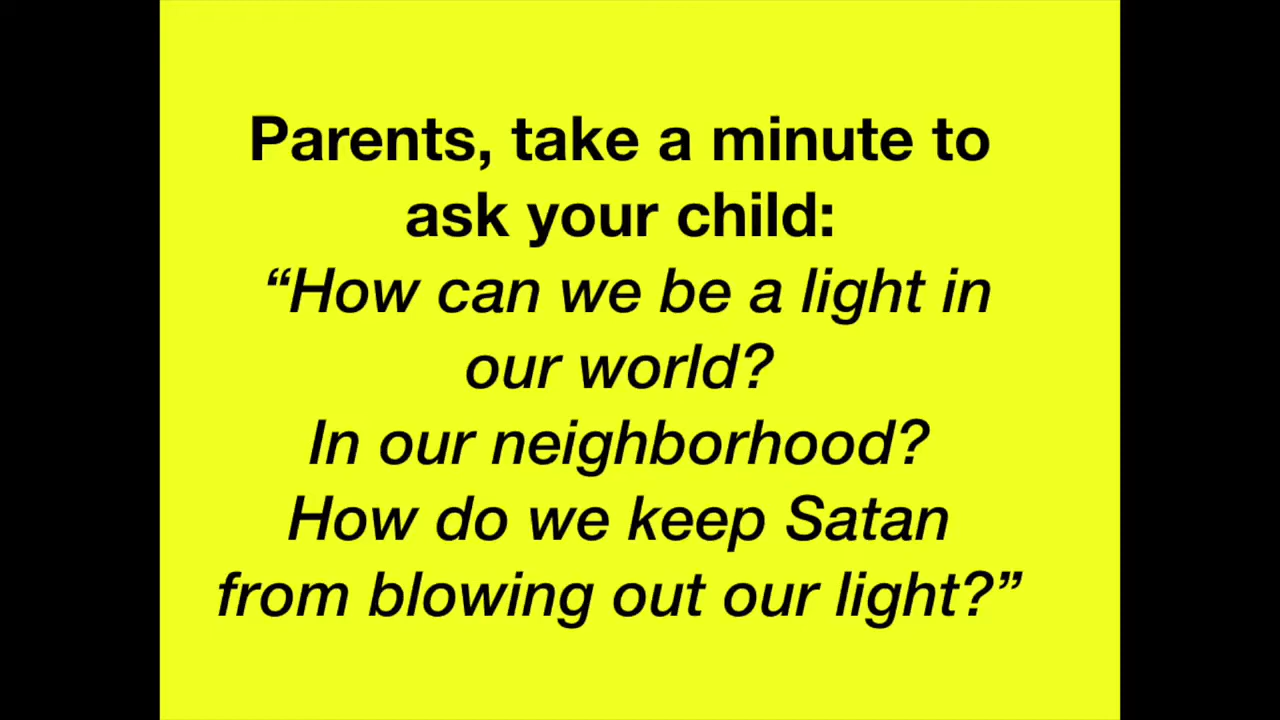 Parents, take a minute to
ask your child:
“How can we be a light in
our world?
In our neighborhood?
How do we keep Satan
from blowing out our light?”